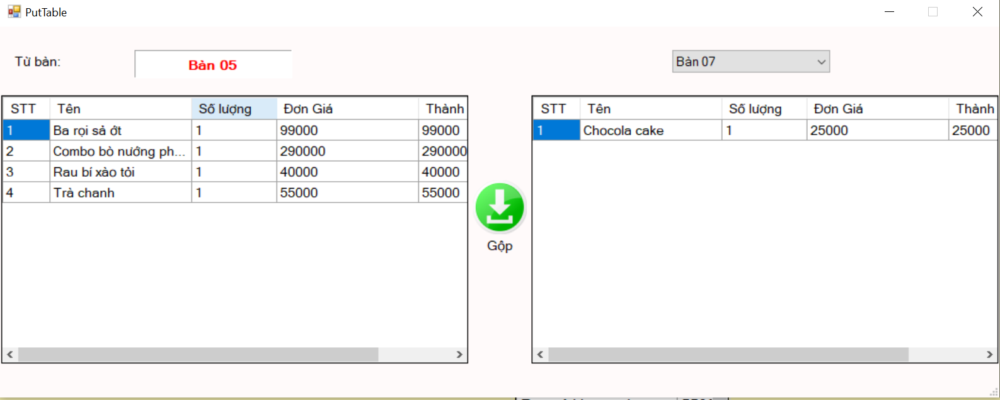 PutTable
Từ bàn:
Bàn 05
Bàn 07
STT Tên Số lượng Đơn Giá Thành
1 Ba rọi sả ớt 1 99000 99000
2 Combo bò nướng ph... 1 290000 290000
3 Rau bí xào tỏi 1 40000 40000
4 Trà chanh 1 55000 55000
Gộp
STT Tên Số lượng Đơn Giá Thành
1 Chocola cake 1 25000 25000